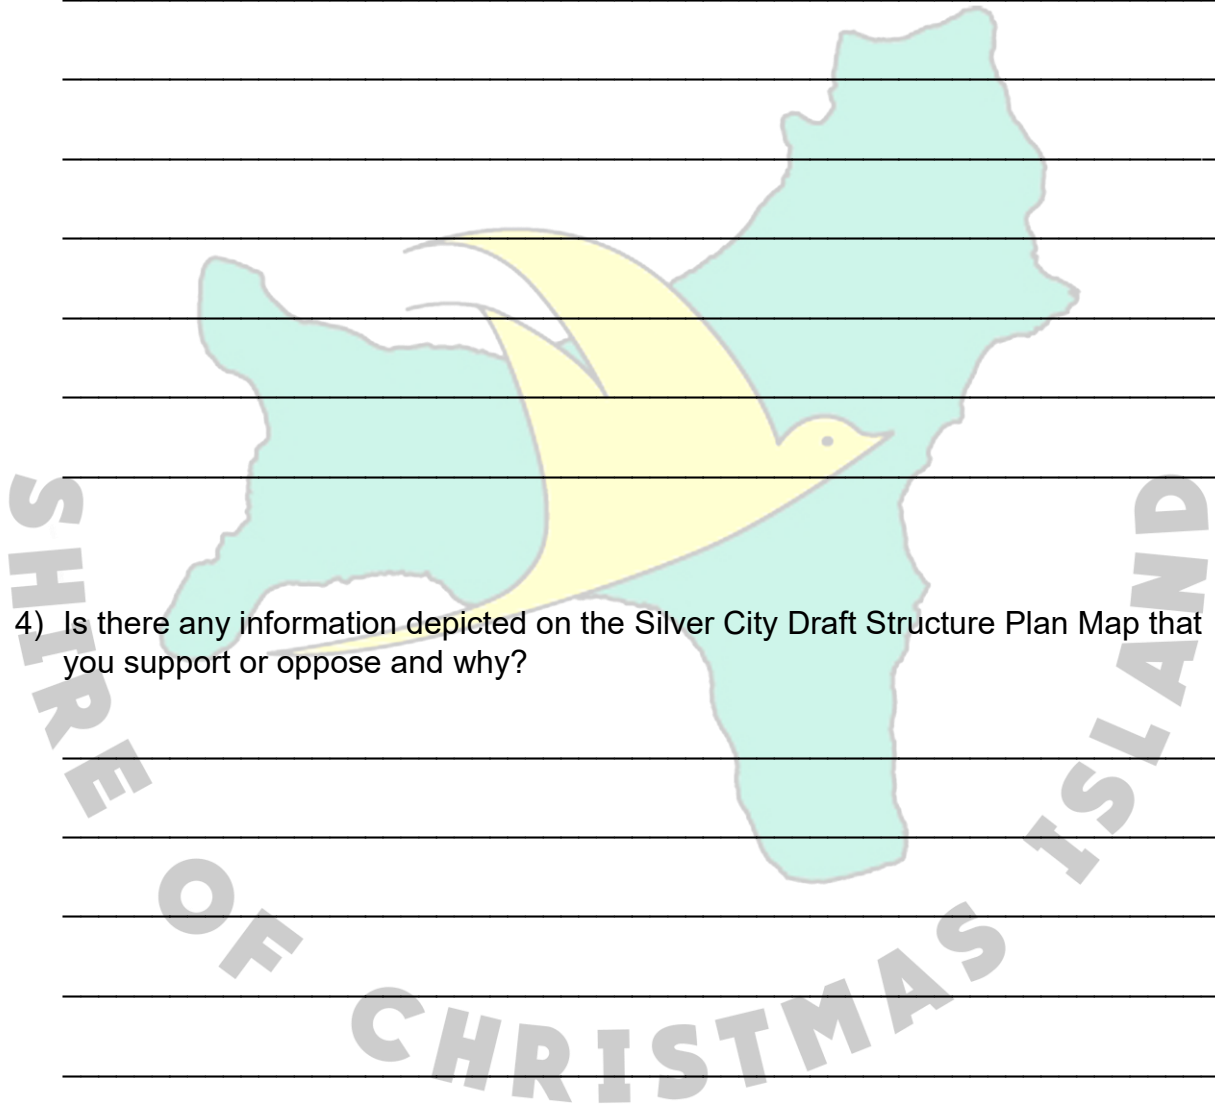 4) Is there any information depicted on the Silver City Draft Structure Plan Map that
you support or oppose and why?
SHIRE OF CHRISTMAS ISLAND